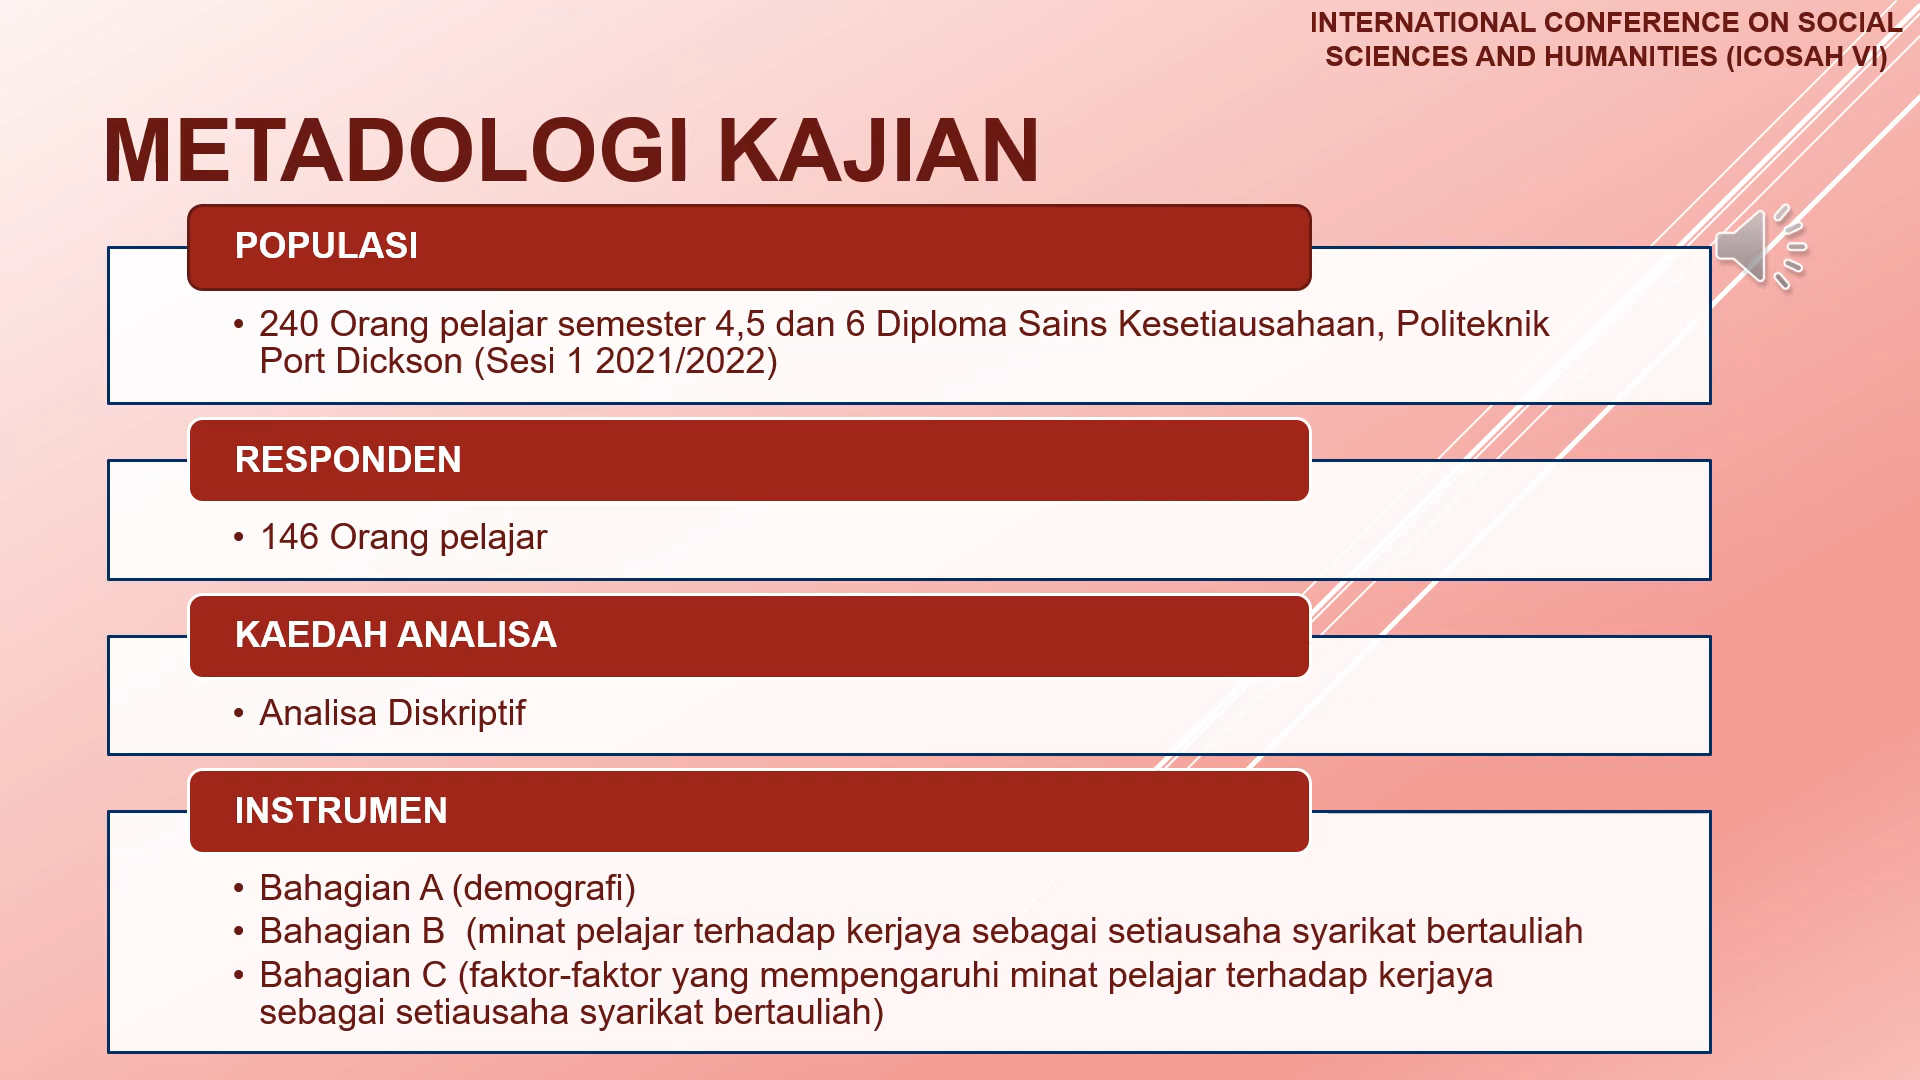 INTERNATIONAL CONFERENCE ON SOCIAL
SCIENCES AND HUMANITIES (ICOSAH VI)
METADOLOGI KAJIAN
POPULASI
• 240 Orang pelajar semester 4,5 dan 6 Diploma Sains Kesetiausahaan, Politeknik
Port Dickson (Sesi 1 2021/2022)
RESPONDEN
• 146 Orang pelajar
KAEDAH ANALISA
• Analisa Diskriptif
INSTRUMEN
• Bahagian A (demografi)
• Bahagian B (minat pelajar terhadap kerjaya sebagai setiausaha syarikat bertauliah
• Bahagian C (faktor-faktor yang mempengaruhi minat pelajar terhadap kerjaya
sebagai setiausaha syarikat bertauliah)